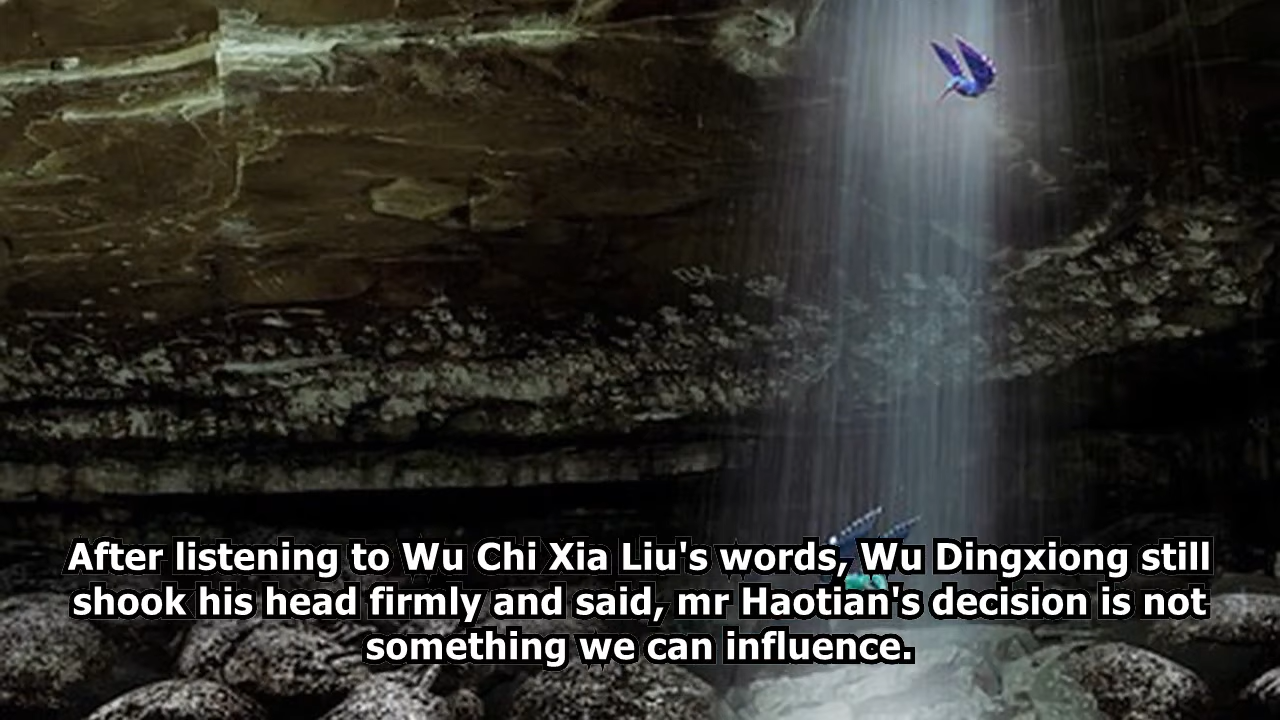 After listening to Wu Chi Xia Liu's words, Wu Dingxiong still
shook his head firmly and said, mr Haotian's decision is not
something we can influence.